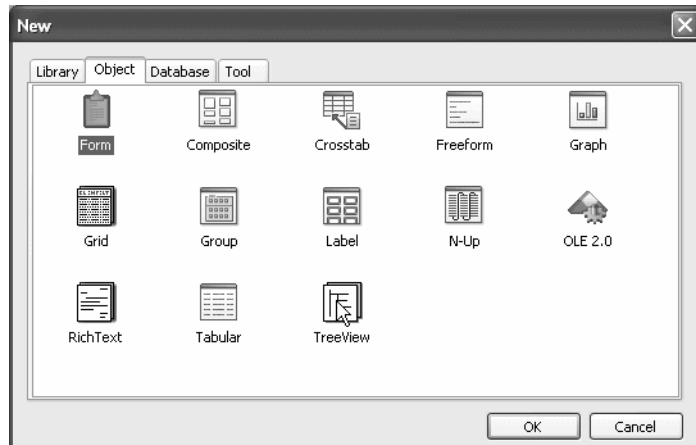 New
Library Object Database Tool
Form Composite Crosstab Freeform Graph
Grid Group Label N-Up OLE 2.0
RichText Tabular TreeView
OK Cancel